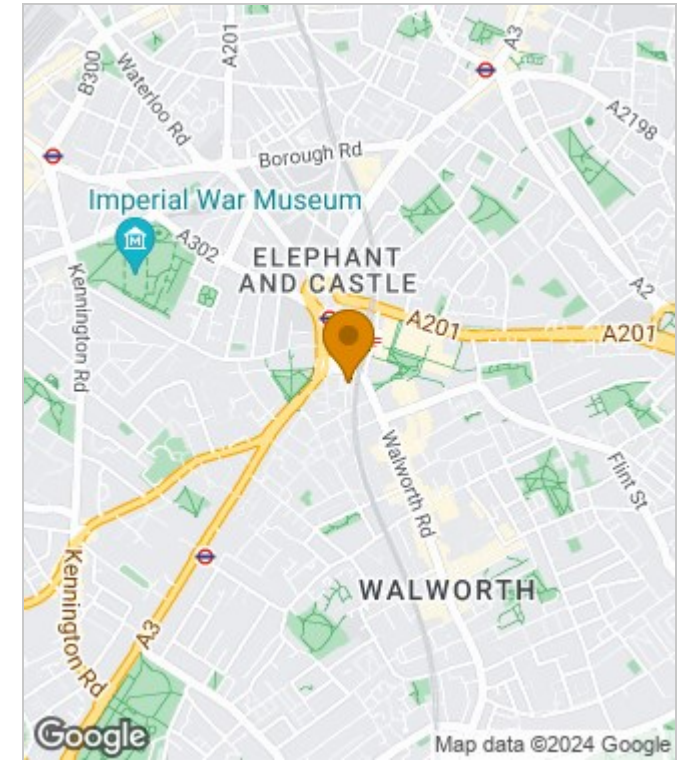 A201
A3
B300
Waterloo Rd
A2198
Borough Rd
Imperial War Museum
A302
ELEPHANT
AND CASTLE
Kennington Rd
A2
A201
A201
Walworth Rd
Flint St
WALWORTH
Kennington Rd
A3
Google
Map data ©2024 Google